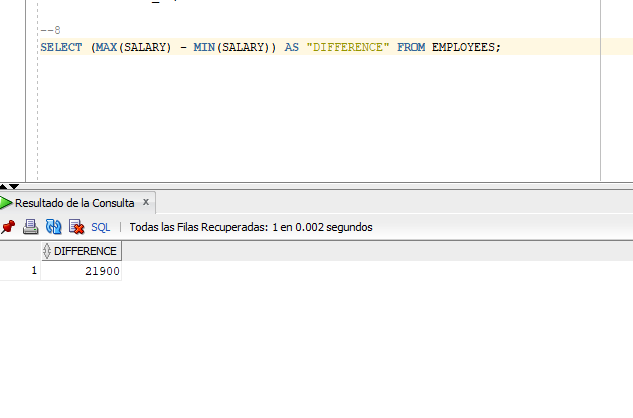 --8
SELECT (MAX(SALARY) - MIN(SALARY)) AS "DIFFERENCE" FROM EMPLOYEES;
Resultado de la Consulta x
SQL | Todas las Filas Recuperadas: 1 en 0.002 segundos
DIFFERENCE
1 21900